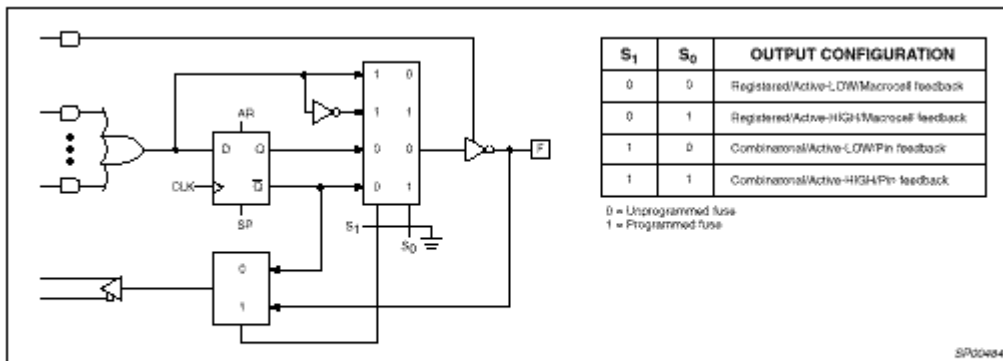 AR
D Q
CLK
Q
SP
1 0
1 1
0 0
0 1
S1
S0
F
0
1
S1 S0 OUTPUT CONFIGURATION
0 0 Registered/Active-LOW/Macrocell feedback
0 1 Registered/Active-HIGH/Macrocell feedback
1 0 Combinatorial/Active-LOW/Pin feedback
1 1 Combinatorial/Active-HIGH/Pin feedback
0 = Unprogrammed fuse
1 = Programmed fuse
SP00484